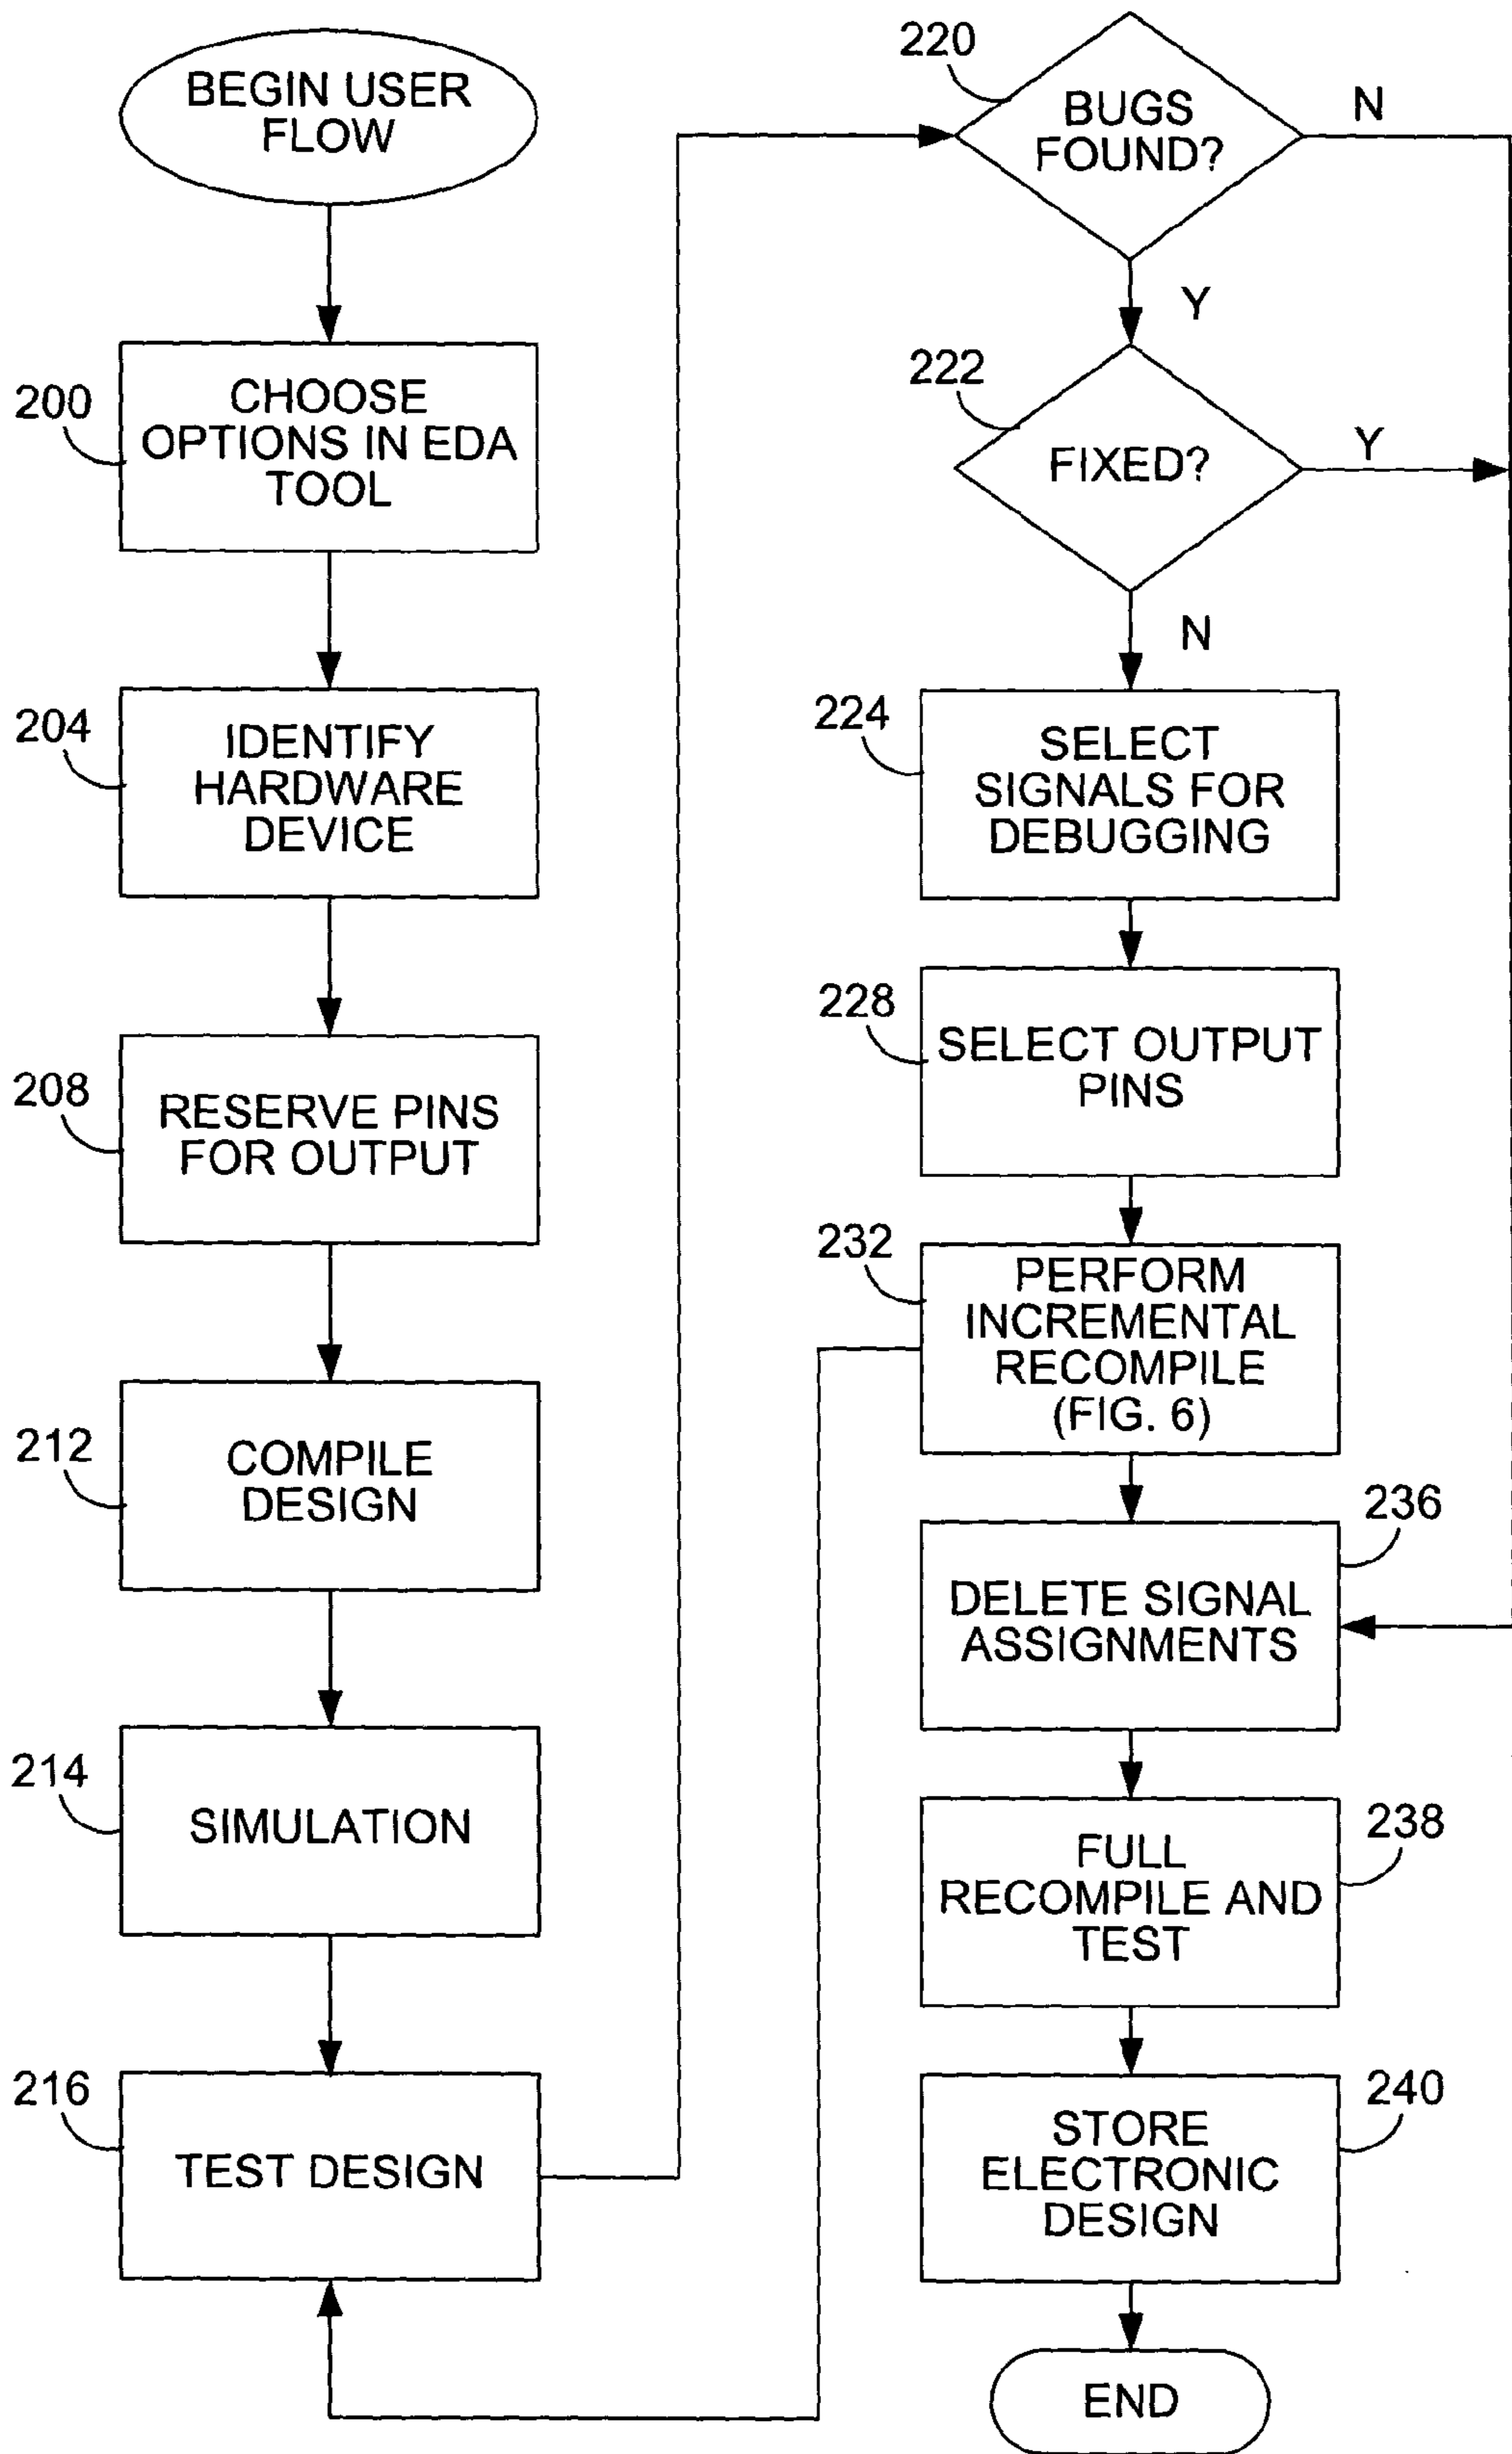 BEGIN USER
FLOW
200
CHOOSE
OPTIONS IN EDA
TOOL
204
IDENTIFY
HARDWARE
DEVICE
208
RESERVE PINS
FOR OUTPUT
212
COMPILE
DESIGN
214
SIMULATION
216
TEST DESIGN
220
BUGS
FOUND?
N
Y
222
FIXED?
Y
N
224
SELECT
SIGNALS FOR
DEBUGGING
228
SELECT OUTPUT
PINS
232
PERFORM
INCREMENTAL
RECOMPILE
(FIG. 6)
236
DELETE SIGNAL
ASSIGNMENTS
238
FULL
RECOMPILE AND
TEST
240
STORE
ELECTRONIC
DESIGN
END